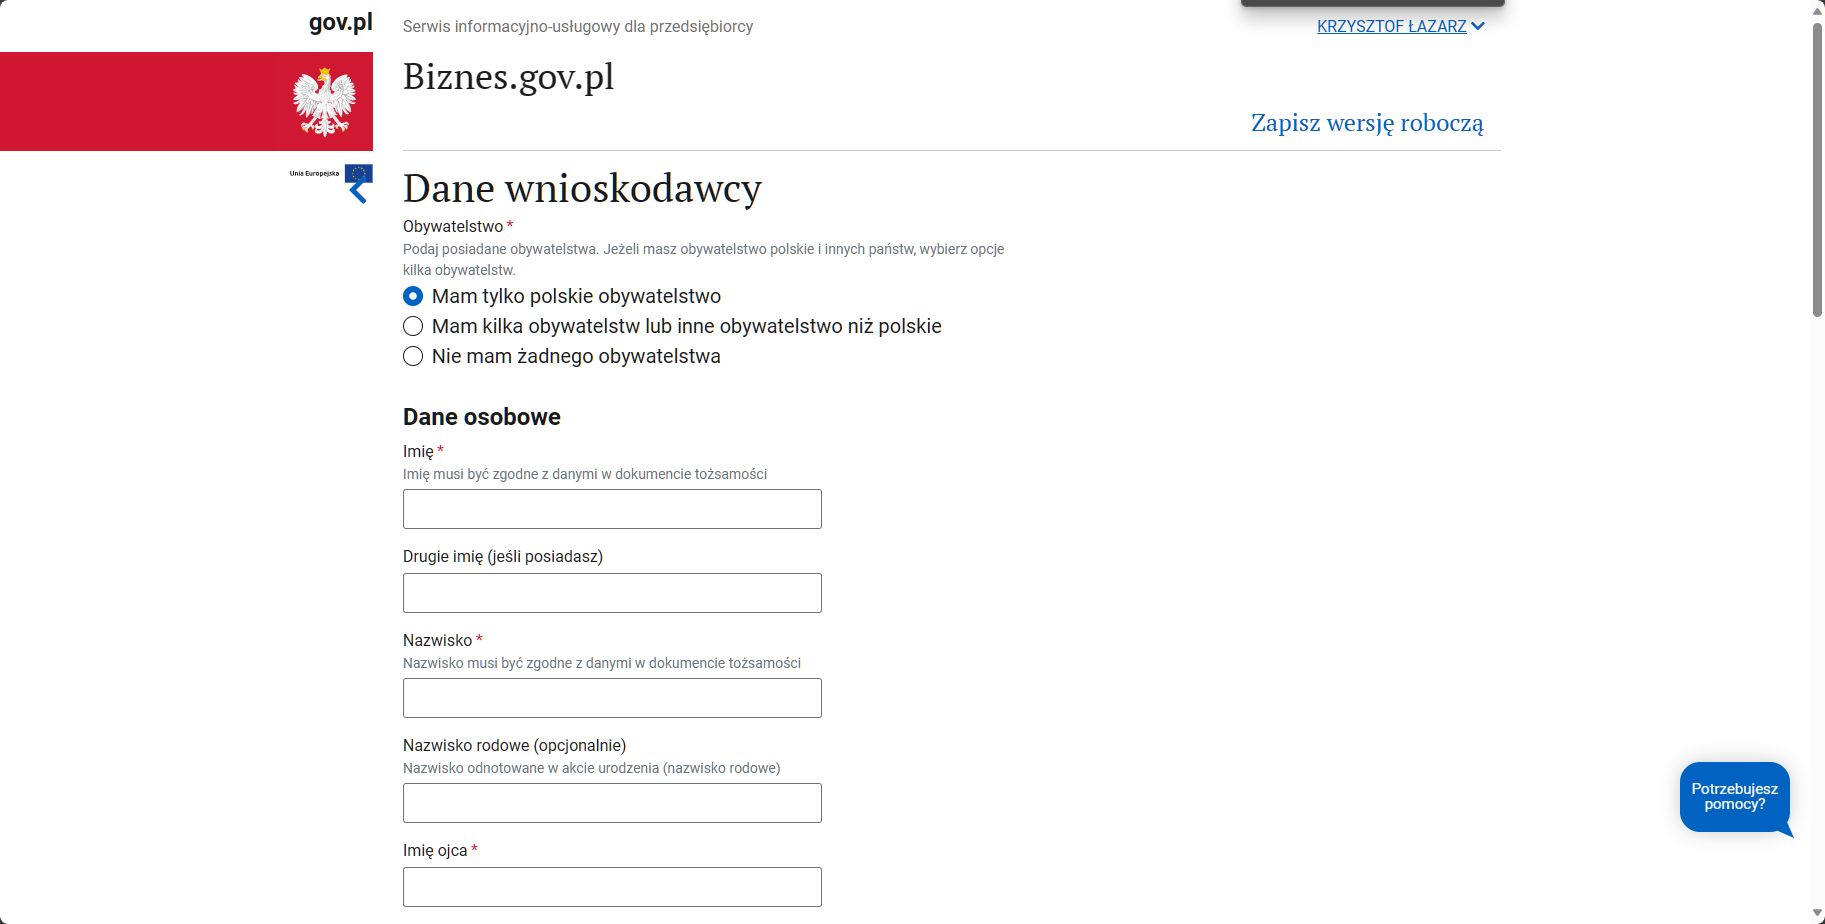 gov.pl
Serwis informacyjno-usługowy dla przedsiębiorcy
KRZYSZTOF ŁAZARZ
Biznes.gov.pl
Zapisz wersję roboczą
Unia Europejska
Dane wnioskodawcy
Obywatelstwo *
Podaj posiadane obywatelstwa. Jeżeli masz obywatelstwo polskie i innych państw, wybierz opcje
kilka obywatelstw.
Mam tylko polskie obywatelstwo
Mam kilka obywatelstw lub inne obywatelstwo niż polskie
Nie mam żadnego obywatelstwa
Dane osobowe
Imię *
Imię musi być zgodne z danymi w dokumencie tożsamości
Drugie imię (jeśli posiadasz)
Nazwisko *
Nazwisko musi być zgodne z danymi w dokumencie tożsamości
Nazwisko rodowe (opcjonalnie)
Nazwisko odnotowane w akcie urodzenia (nazwisko rodowe)
Imię ojca *
Potrzebujesz
pomocy?